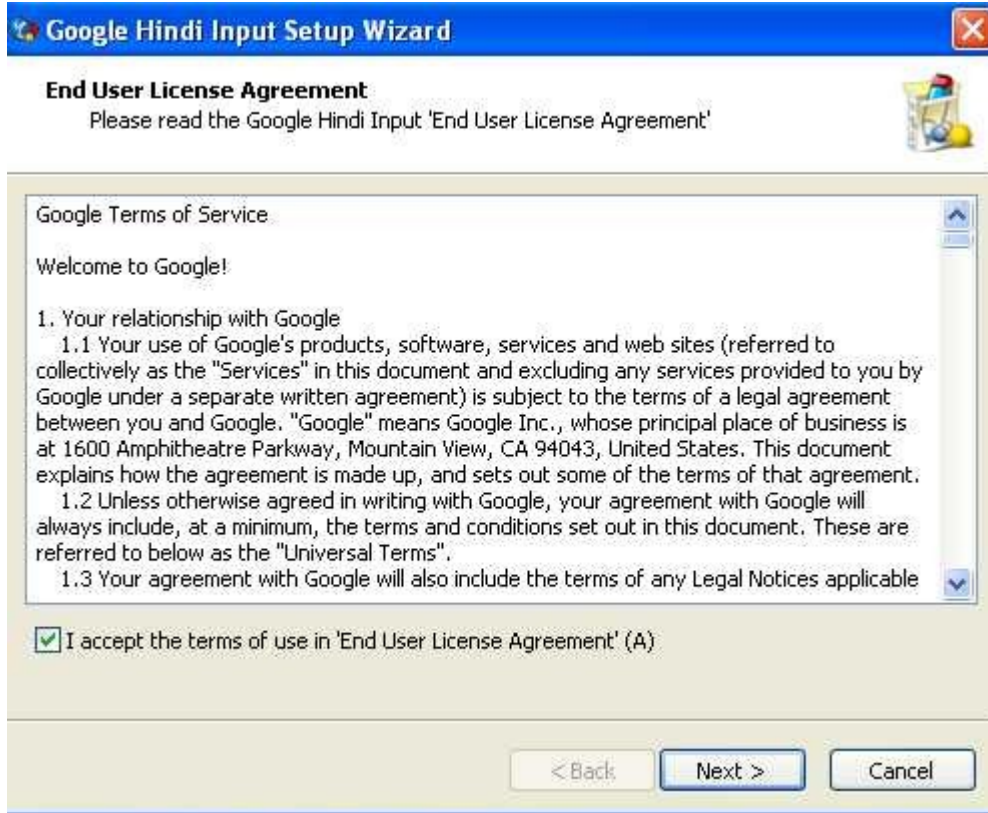 Google Hindi Input Setup Wizard
End User License Agreement
Please read the Google Hindi Input 'End User License Agreement'
Google Terms of Service
Welcome to Google!
1. Your relationship with Google
1.1 Your use of Google's products, software, services and web sites (referred to
collectively as the "Services" in this document and excluding any services provided to you by
Google under a separate written agreement) is subject to the terms of a legal agreement
between you and Google. "Google" means Google Inc., whose principal place of business is
at 1600 Amphitheatre Parkway, Mountain View, CA 94043, United States. This document
explains how the agreement is made up, and sets out some of the terms of that agreement.
1.2 Unless otherwise agreed in writing with Google, your agreement with Google will
always include, at a minimum, the terms and conditions set out in this document. These are
referred to below as the "Universal Terms".
1.3 Your agreement with Google will also include the terms of any Legal Notices applicable
I accept the terms of use in 'End User License Agreement' (A)
< Back
Next >
Cancel